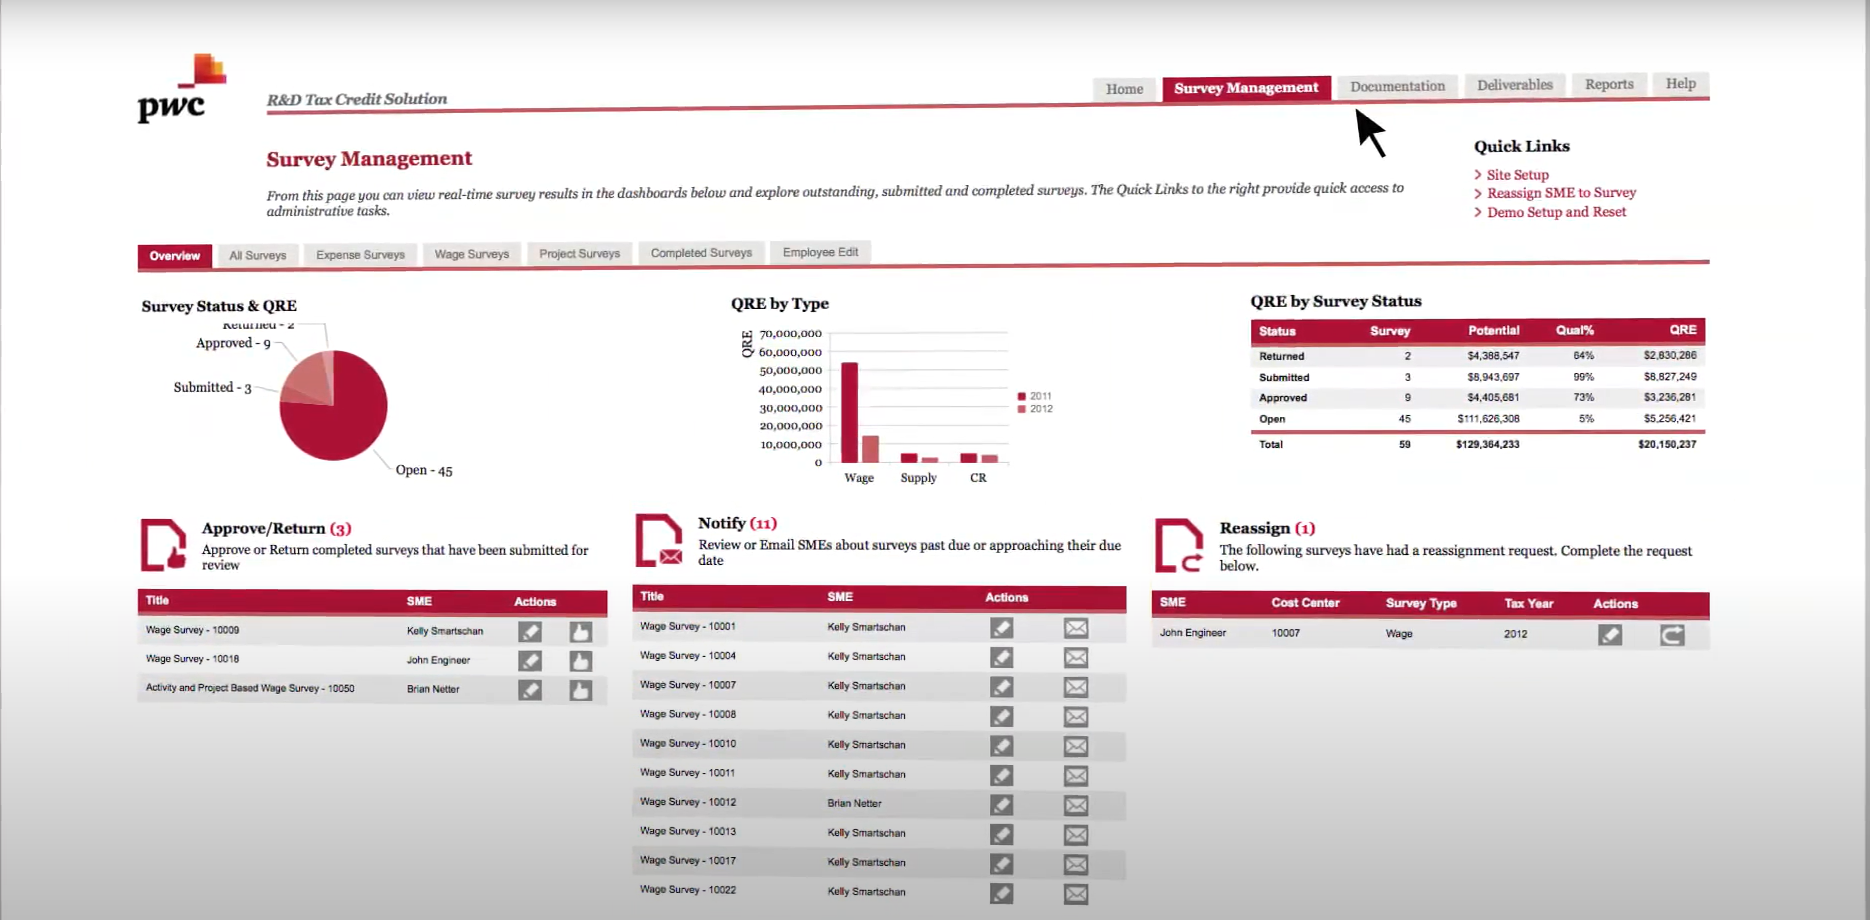 pwc
R&D Tax Credit Solution
Home
Survey Management
Documentation
Deliverables
Reports
Help
Survey Management
From this page you can view real-time survey results in the dashboards below and explore outstanding, submitted and completed surveys. The Quick Links to the right provide quick access to
administrative tasks.
Quick Links
> Site Setup
> Reassign SME to Survey
> Demo Setup and Reset
Overview
All Surveys
Expense Surveys
Wage Surveys
Project Surveys
Completed Surveys
Employee Edit
Survey Status & QRE
Returned - 2
Approved - 9
Submitted - 3
Open - 45
QRE by Type
QRE
70,000,000
60,000,000
50,000,000
40,000,000
30,000,000
20,000,000
10,000,000
0
Wage Supply CR
2011
2012
QRE by Survey Status
Status Survey Potential Qual% QRE
Returned 2 $4,388,547 64% $2,830,286
Submitted 3 $8,943,697 99% $8,827,249
Approved 9 $4,405,681 73% $3,236,281
Open 45 $111,626,308 5% $5,256,421
Total 59 $129,364,233 $20,150,237
Approve/Return (3)
Approve or Return completed surveys that have been submitted for
review
Title SME Actions
Wage Survey - 10009 Kelly Smartschan
Wage Survey - 10018 John Engineer
Activity and Project Based Wage Survey - 10050 Brian Netter
Notify (11)
Review or Email SMEs about surveys past due or approaching their due
date
Title SME Actions
Wage Survey - 10001 Kelly Smartschan
Wage Survey - 10004 Kelly Smartschan
Wage Survey - 10007 Kelly Smartschan
Wage Survey - 10008 Kelly Smartschan
Wage Survey - 10010 Kelly Smartschan
Wage Survey - 10011 Kelly Smartschan
Wage Survey - 10012 Brian Netter
Wage Survey - 10013 Kelly Smartschan
Wage Survey - 10017 Kelly Smartschan
Wage Survey - 10022 Kelly Smartschan
Reassign (1)
The following surveys have had a reassignment request. Complete the request
below.
SME Cost Center Survey Type Tax Year Actions
John Engineer 10007 Wage 2012